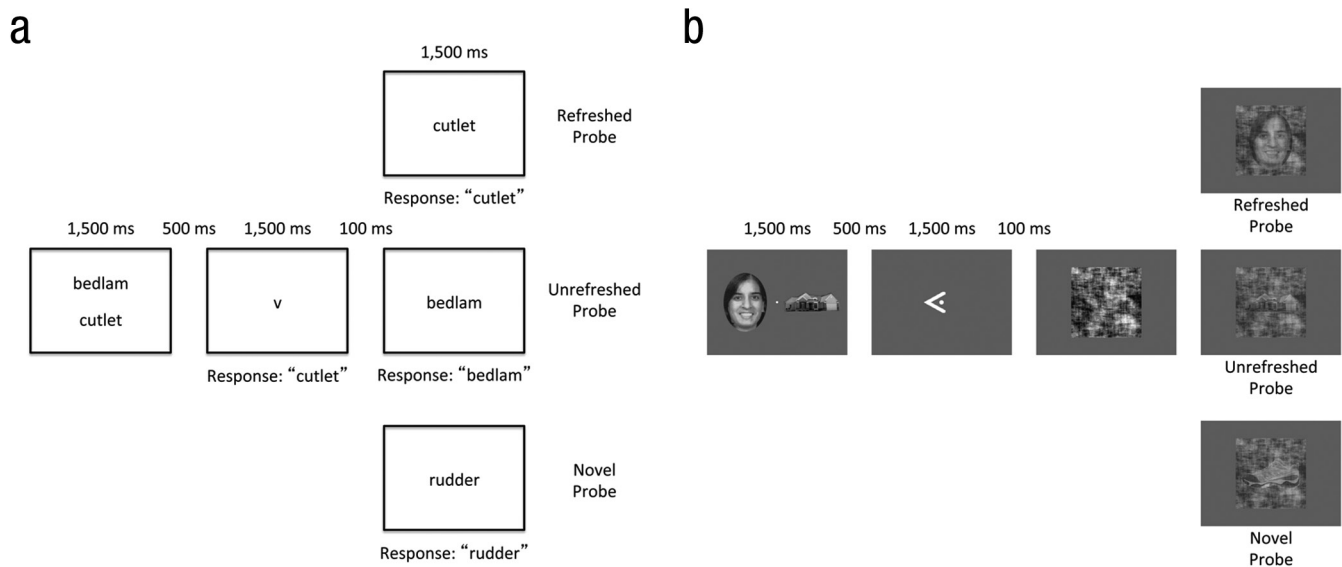 a
1,500 ms
cutlet
Refreshed
Probe
Response: “cutlet”
1,500 ms 500 ms 1,500 ms 100 ms
bedlam
cutlet
v
Response: “cutlet”
bedlam
Response: “bedlam”
Unrefreshed
Probe
rudder
Novel
Probe
Response: “rudder”
b
Refreshed
Probe
1,500 ms 500 ms 1,500 ms 100 ms
Unrefreshed
Probe
Novel
Probe